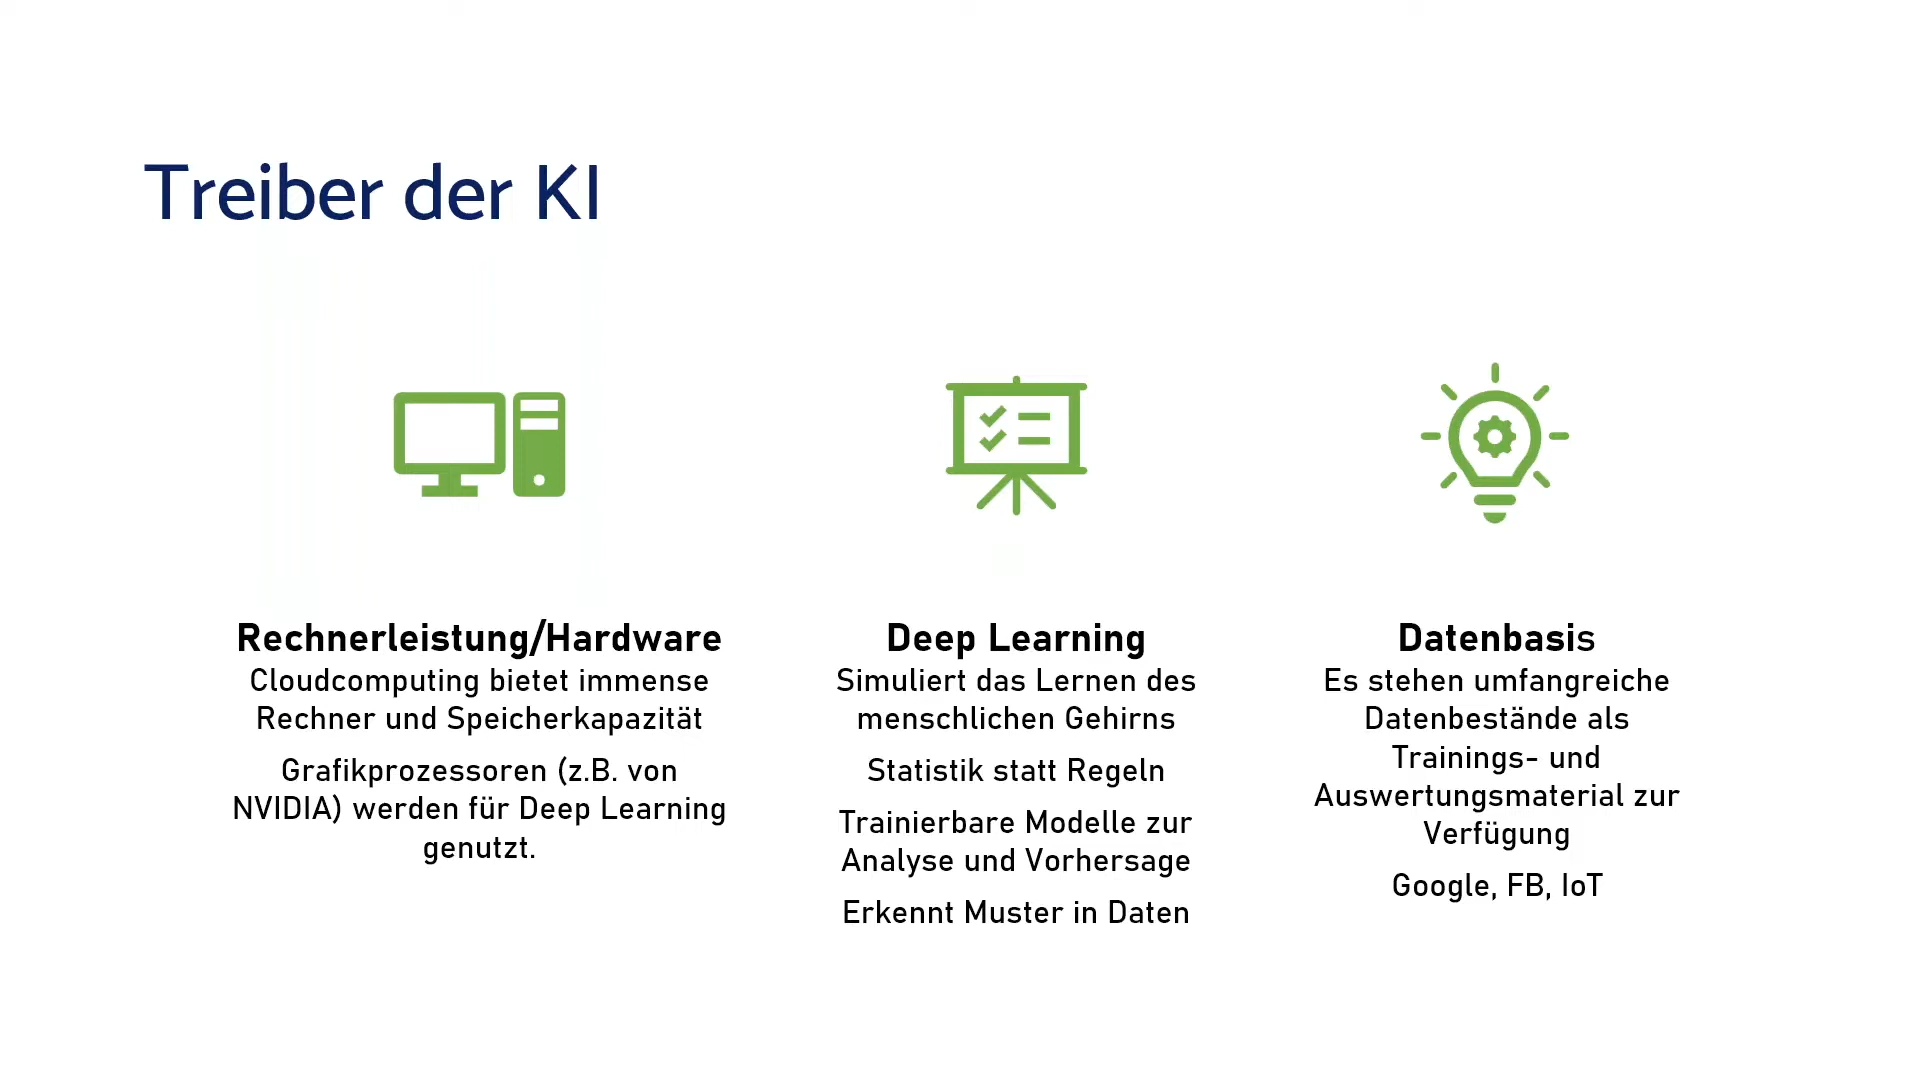 Treiber der KI
Rechnerleistung/Hardware
Cloudcomputing bietet immense
Rechner und Speicherkapazität
Grafikprozessoren (z.B. von
NVIDIA) werden für Deep Learning
genutzt.
Deep Learning
Simuliert das Lernen des
menschlichen Gehirns
Statistik statt Regeln
Trainierbare Modelle zur
Analyse und Vorhersage
Erkennt Muster in Daten
Datenbasis
Es stehen umfangreiche
Datenbestände als
Trainings- und
Auswertungsmaterial zur
Verfügung
Google, FB, IoT